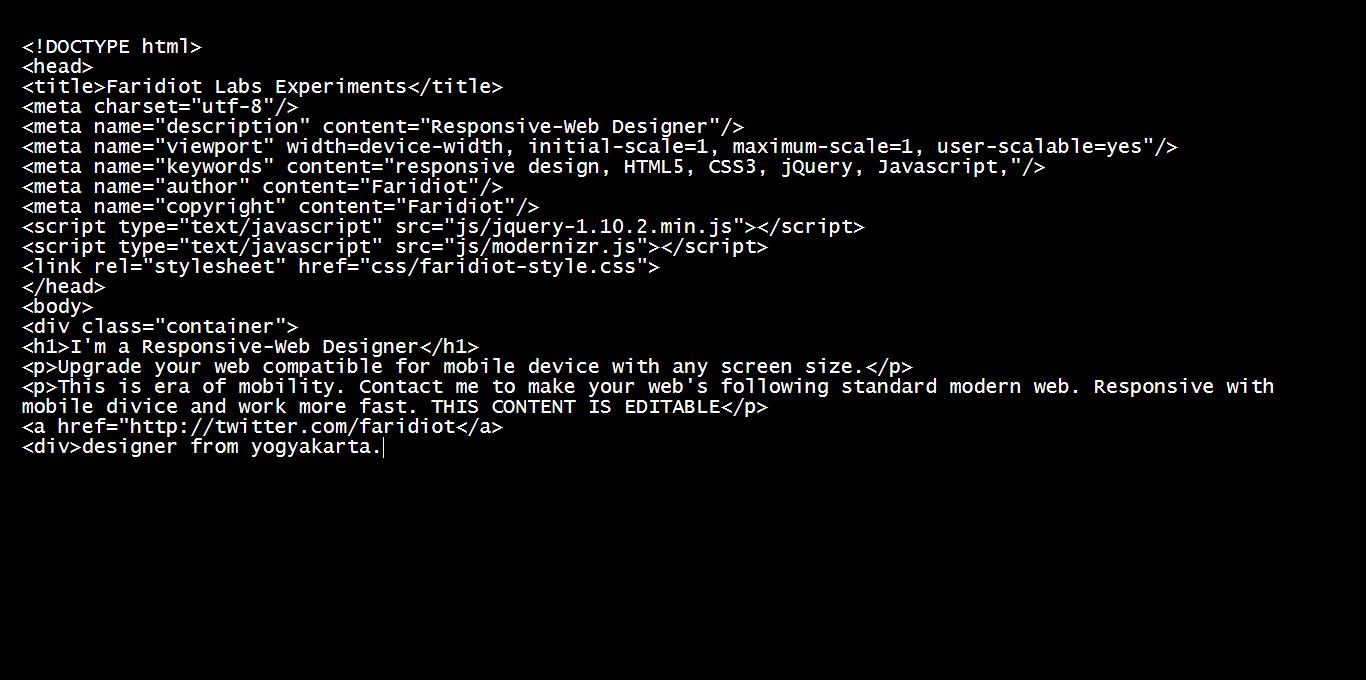 <!DOCTYPE html>
<head>
<title>Faridiot Labs Experiments</title>
<meta charset="utf-8"/>
<meta name="description" content="Responsive-Web Designer"/>
<meta name="viewport" width=device-width, initial-scale=1, maximum-scale=1, user-scalable=yes"/>
<meta name="keywords" content="responsive design, HTML5, CSS3, jQuery, Javascript,"/>
<meta name="author" content="Faridiot"/>
<meta name="copyright" content="Faridiot"/>
<script type="text/javascript" src="js/jquery-1.10.2.min.js"></script>
<script type="text/javascript" src="js/modernizr.js"></script>
<link rel="stylesheet" href="css/faridiot-style.css">
</head>
<body>
<div class="container">
<h1>I'm a Responsive-Web Designer</h1>
<p>Upgrade your web compatible for mobile device with any screen size.</p>
<p>This is era of mobility. Contact me to make your web's following standard modern web. Responsive with
mobile divice and work more fast. THIS CONTENT IS EDITABLE</p>
<a href="http://twitter.com/faridiot</a>
<div>designer from yogyakarta.